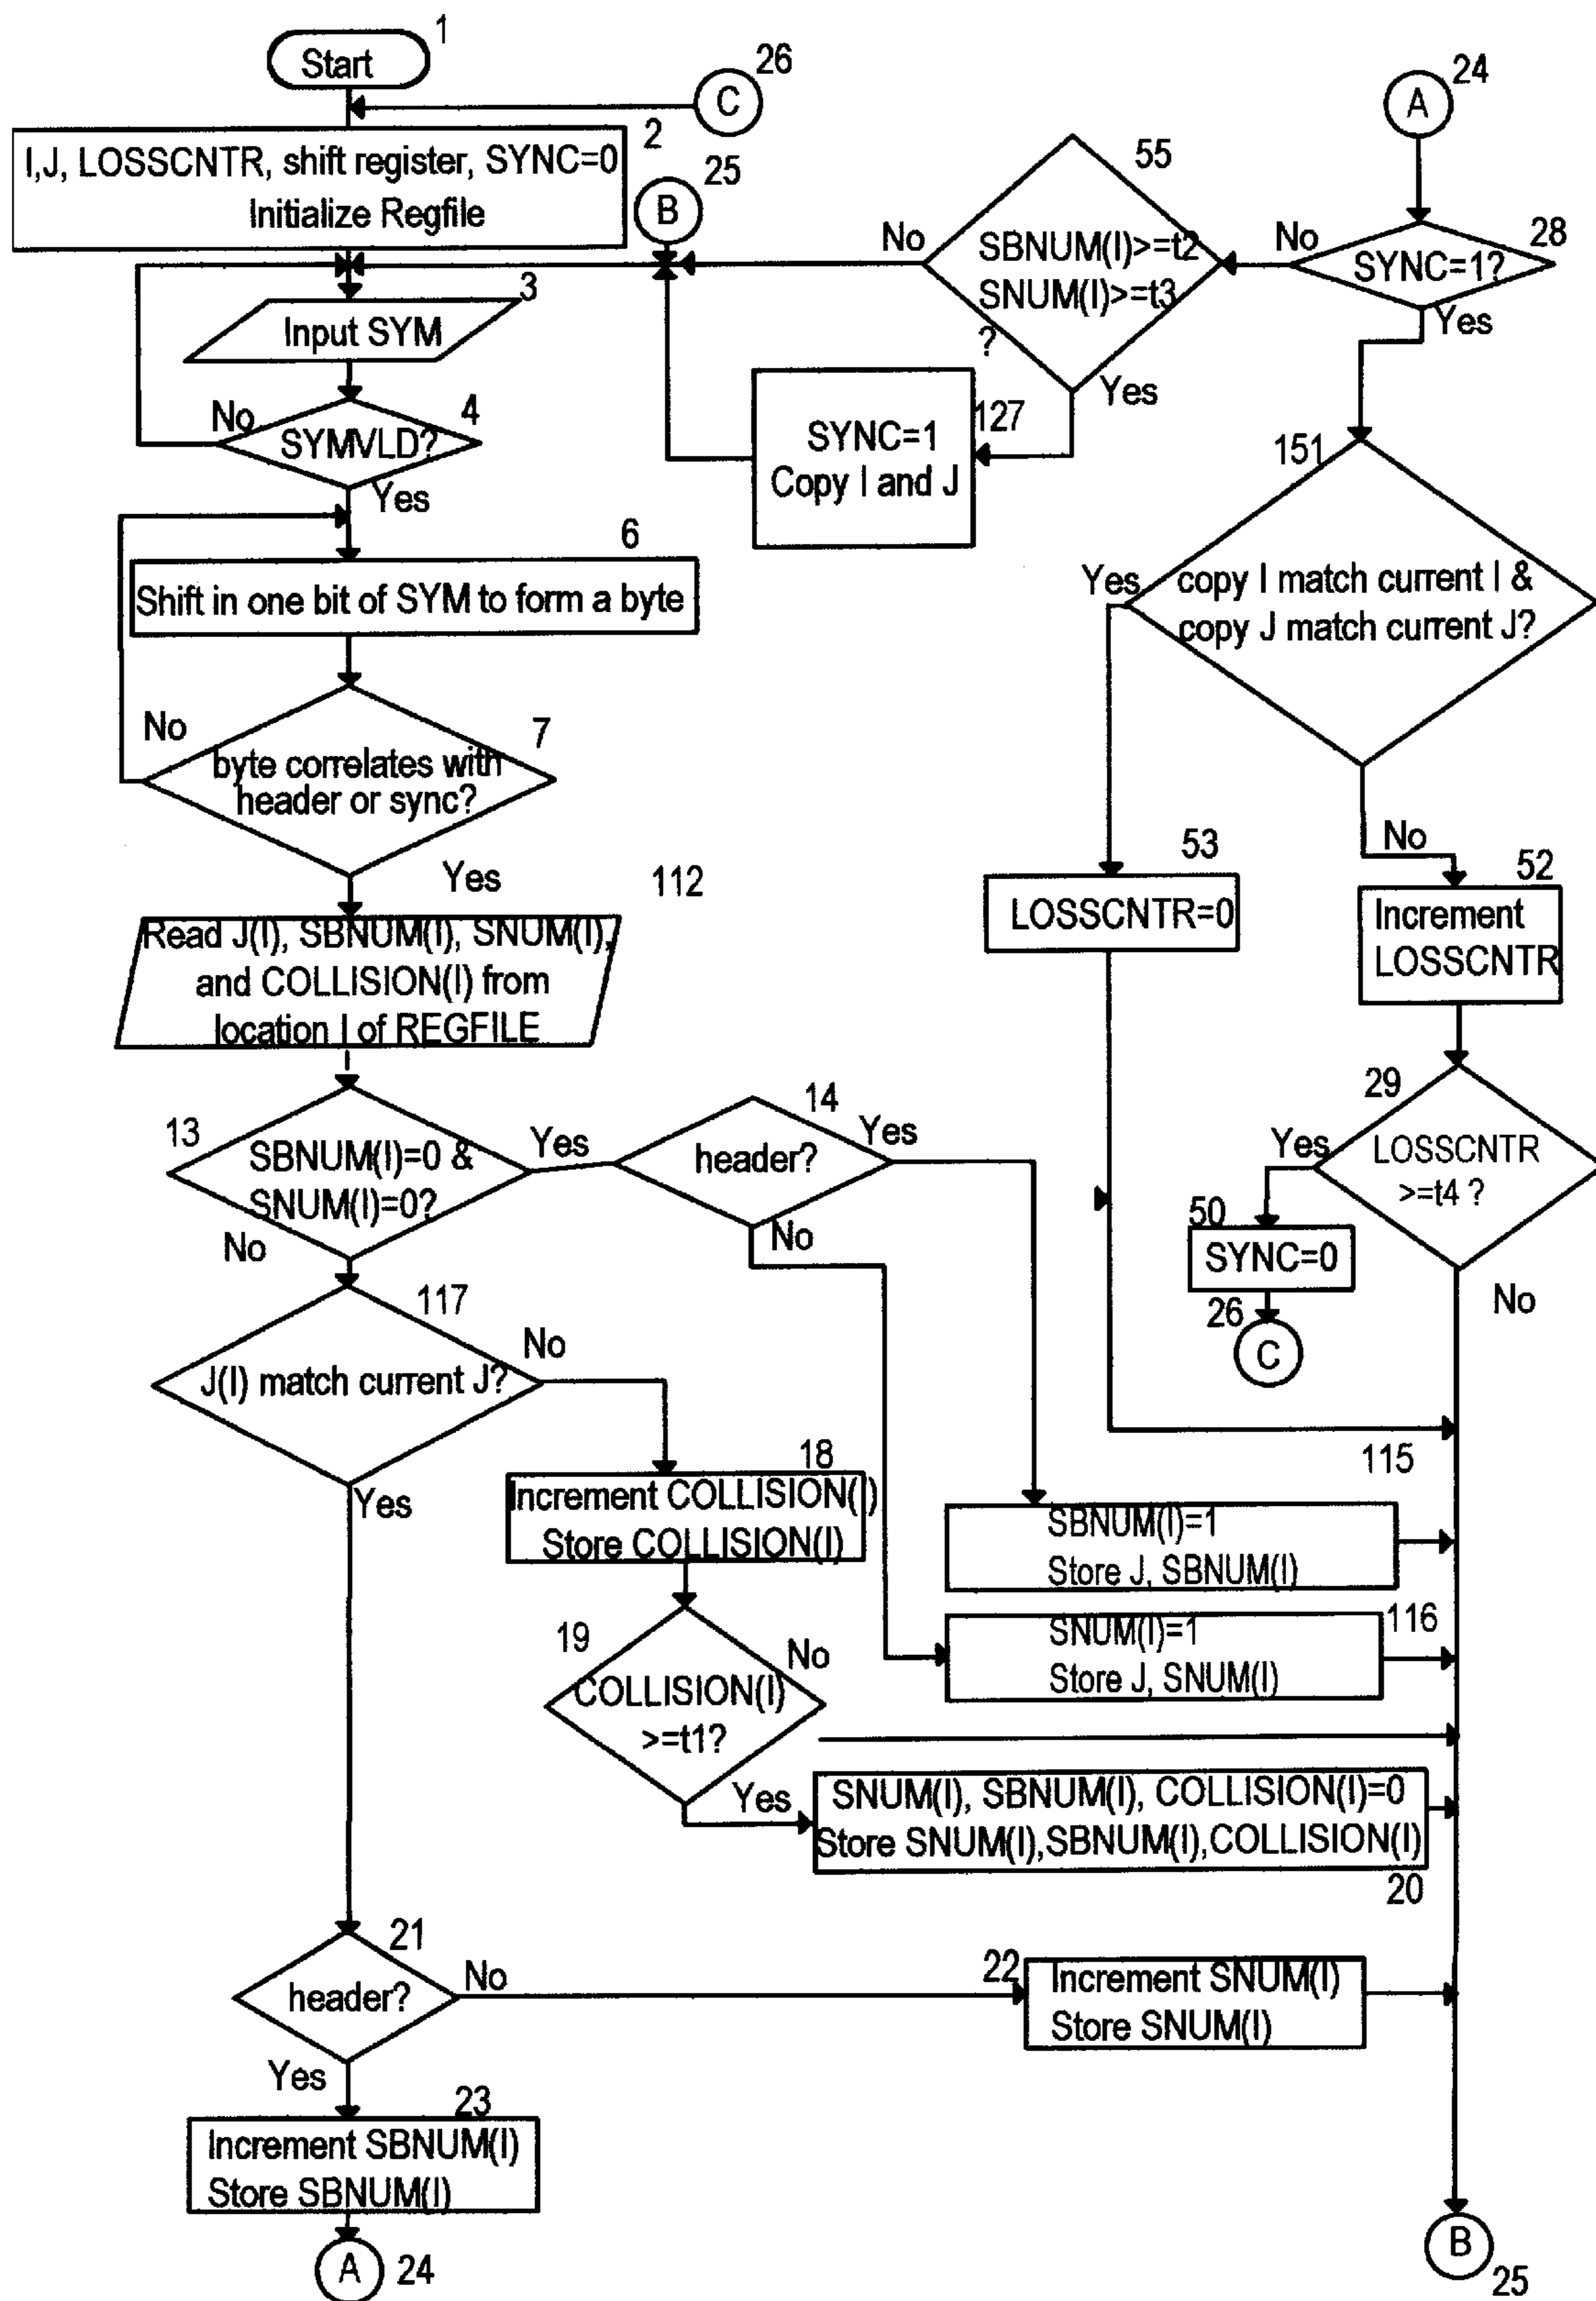 1
Start
26
C
24
A
2
I,J, LOSSCNTR, shift register, SYNC=0
Initialize Regfile
25
B
55
SBNUM(I)>=t2
SNUM(I)>=t3
?
No
Yes
28
SYNC=1?
No
Yes
3
Input SYM
4
SYMVLD?
No
Yes
127
SYNC=1
Copy I and J
151
copy I match current I &
copy J match current J?
Yes
No
6
Shift in one bit of SYM to form a byte
7
byte correlates with
header or sync?
No
Yes
53
LOSSCNTR=0
52
Increment
LOSSCNTR
112
Read J(I), SBNUM(I), SNUM(I),
and COLLISION(I) from
location I of REGFILE
29
LOSSCNTR
>=t4 ?
Yes
No
50
SYNC=0
26
C
13
SBNUM(I)=0 &
SNUM(I)=0?
Yes
No
14
header?
Yes
No
117
J(I) match current J?
No
Yes
18
Increment COLLISION(I)
Store COLLISION(I)
115
SBNUM(I)=1
Store J, SBNUM(I)
116
SNUM(I)=1
Store J, SNUM(I)
19
COLLISION(I)
>=t1?
No
Yes
SNUM(I), SBNUM(I), COLLISION(I)=0
Store SNUM(I),SBNUM(I),COLLISION(I)
20
21
header?
No
Yes
22
Increment SNUM(I)
Store SNUM(I)
23
Increment SBNUM(I)
Store SBNUM(I)
A
24
B
25